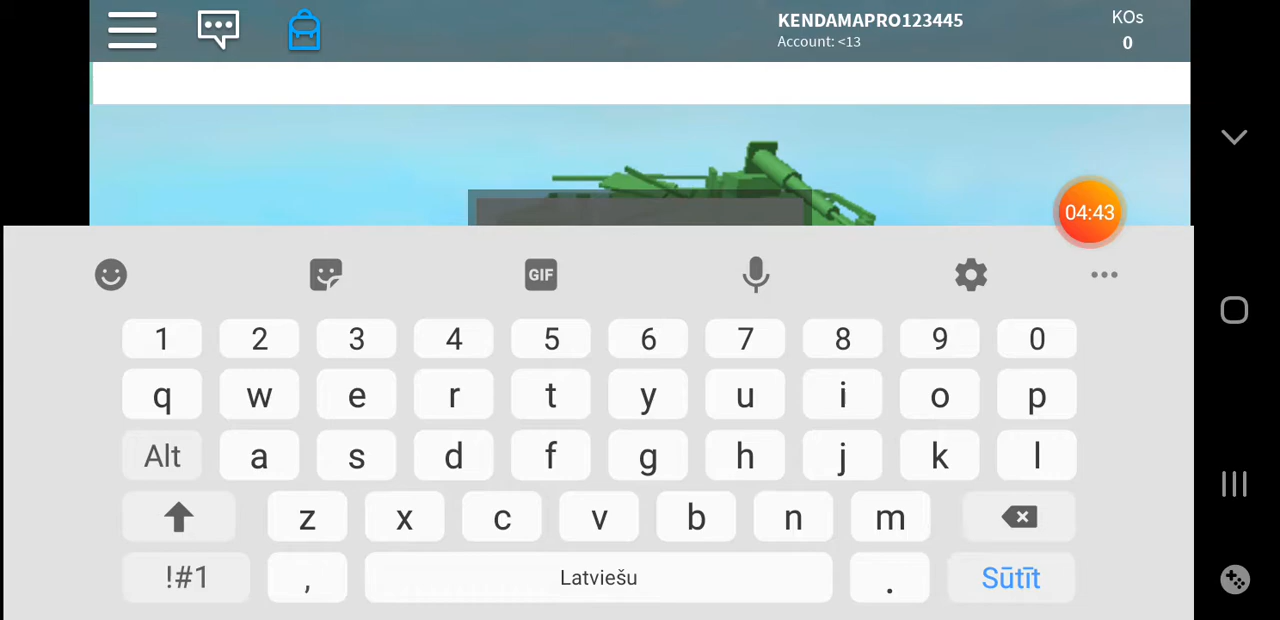 KENDAMAPRO123445
Account: <13
KOs
0
04:43
GIF
1 2 3 4 5 6 7 8 9 0
q w e r t y u i o p
Alt a s d f g h j k l
z x c v b n m
!#1 , Latviešu . Sūtīt